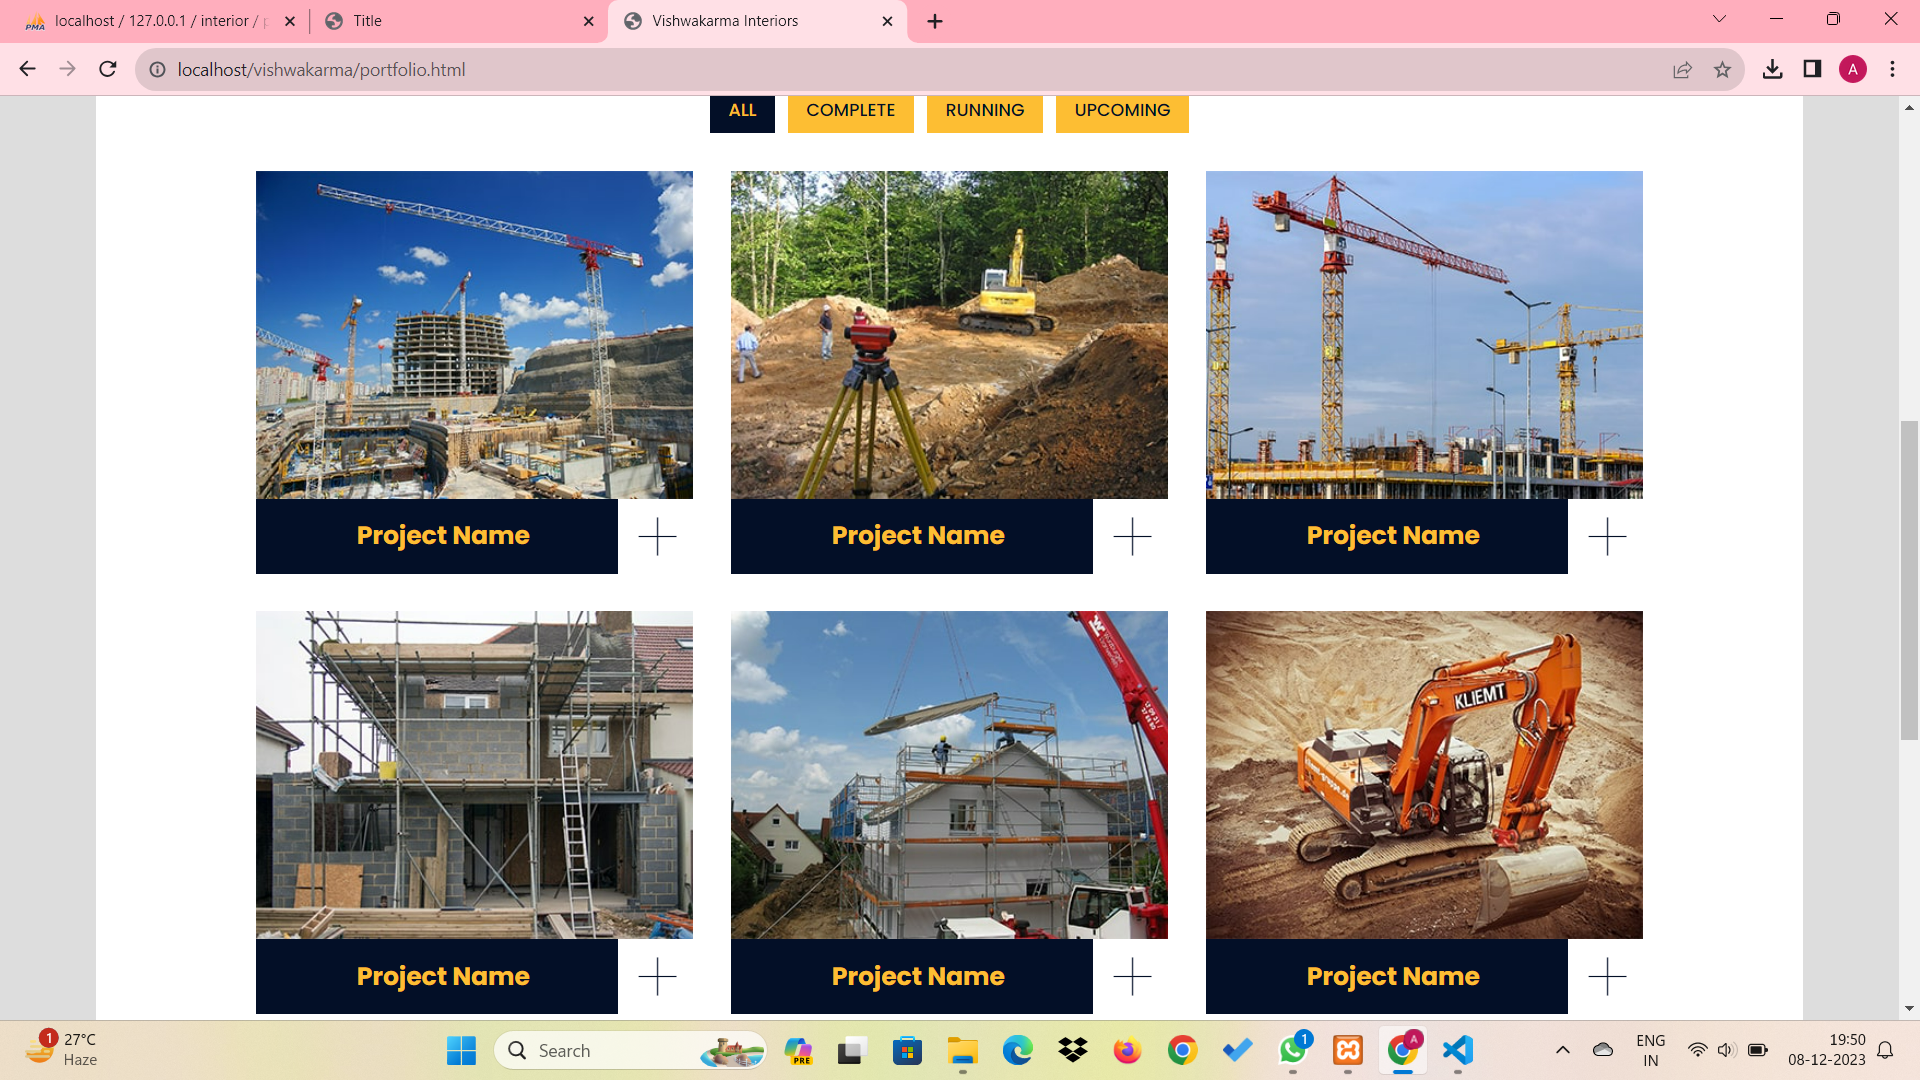 localhost / 127.0.0.1 / interior / p
Title
Vishwakarma Interiors
localhost/vishwakarma/portfolio.html
A
ALL
COMPLETE
RUNNING
UPCOMING
Project Name
Project Name
Project Name
KLIEMT
Project Name
Project Name
Project Name
1
27°C
Haze
Search
PRE
1
A
ENG
IN
19:50
08-12-2023